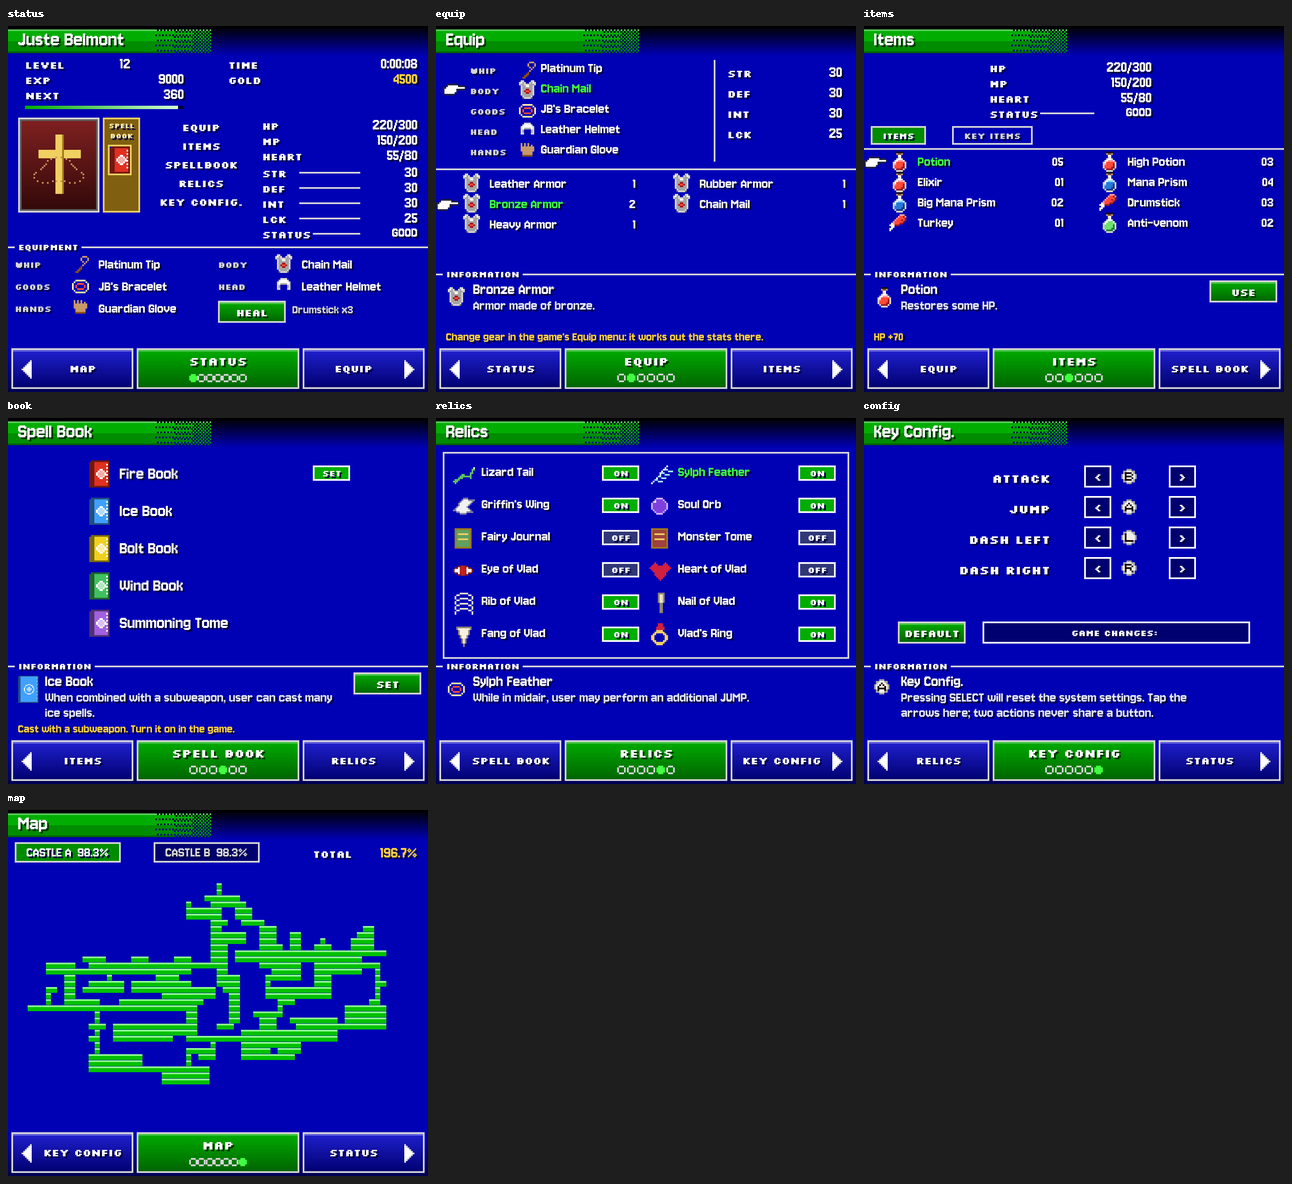 status
Juste Belmont
LEVEL 12 TIME 0:00:08
EXP 9000 GOLD 4500
NEXT 360
SPELL BOOK
EQUIP
ITEMS
SPELLBOOK
RELICS
KEY CONFIG.
HP 220/300
MP 150/200
HEART 55/80
STR 30
DEF 30
INT 30
LCK 25
STATUS GOOD
EQUIPMENT
WHIP Platinum Tip BODY Chain Mail
GOODS JB's Bracelet HEAD Leather Helmet
HANDS Guardian Glove HEAL Drumstick x3
MAP STATUS EQUIP
equip
Equip
WHIP Platinum Tip
BODY Chain Mail
GOODS JB's Bracelet
HEAD Leather Helmet
HANDS Guardian Glove
STR 30
DEF 30
INT 30
LCK 25
Leather Armor 1 Rubber Armor 1
Bronze Armor 2 Chain Mail 1
Heavy Armor 1
INFORMATION
Bronze Armor
Armor made of bronze.
Change gear in the game's Equip menu: it works out the stats there.
STATUS EQUIP ITEMS
items
Items
HP 220/300
MP 150/200
HEART 55/80
STATUS GOOD
ITEMS KEY ITEMS
Potion 05 High Potion 03
Elixir 01 Mana Prism 04
Big Mana Prism 02 Drumstick 03
Turkey 01 Anti-venom 02
INFORMATION
Potion
Restores some HP.
USE
HP +70
EQUIP ITEMS SPELL BOOK
book
Spell Book
Fire Book SET
Ice Book
Bolt Book
Wind Book
Summoning Tome
INFORMATION
Ice Book
When combined with a subweapon, user can cast many
ice spells.
SET
Cast with a subweapon. Turn it on in the game.
ITEMS SPELL BOOK RELICS
relics
Relics
Lizard Tail ON Sylph Feather ON
Griffin's Wing ON Soul Orb ON
Fairy Journal OFF Monster Tome OFF
Eye of Vlad OFF Heart of Vlad OFF
Rib of Vlad ON Nail of Vlad ON
Fang of Vlad ON Vlad's Ring ON
INFORMATION
Sylph Feather
While in midair, user may perform an additional JUMP.
SPELL BOOK RELICS KEY CONFIG
config
Key Config.
ATTACK < B >
JUMP < A >
DASH LEFT < L >
DASH RIGHT < R >
DEFAULT GAME CHANGES:
INFORMATION
A Key Config.
Pressing SELECT will reset the system settings. Tap the
arrows here; two actions never share a button.
RELICS KEY CONFIG STATUS
map
Map
CASTLE A 98.3% CASTLE B 98.3% TOTAL 196.7%
KEY CONFIG MAP STATUS